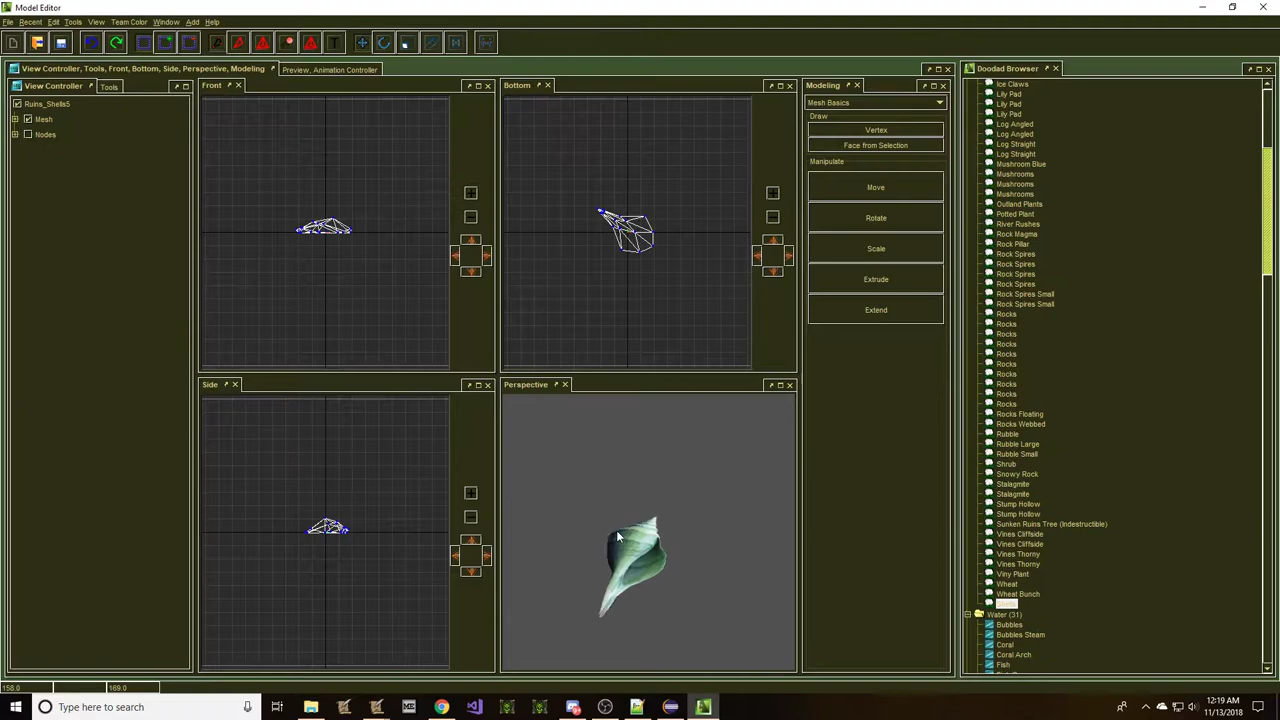 Model Editor
File Recent Edit Tools View Team Color Window Add Help
View Controller, Tools, Front, Bottom, Side, Perspective, Modeling
Preview, Animation Controller
Doodad Browser
View Controller
Tools
Ruins_Shells5
Mesh
Nodes
Front
Bottom
Side
Perspective
Modeling
Mesh Basics
Draw
Vertex
Face from Selection
Manipulate
Move
Rotate
Scale
Extrude
Extend
Ice Claws
Lily Pad
Lily Pad
Lily Pad
Log Angled
Log Angled
Log Straight
Log Straight
Mushroom Blue
Mushrooms
Mushrooms
Mushrooms
Outland Plants
Potted Plant
River Rushes
Rock Magma
Rock Pillar
Rock Spires
Rock Spires
Rock Spires
Rock Spires
Rock Spires Small
Rock Spires Small
Rocks
Rocks
Rocks
Rocks
Rocks
Rocks
Rocks
Rocks
Rocks
Rocks
Rocks Floating
Rocks Webbed
Rubble
Rubble Large
Rubble Small
Shrub
Snowy Rock
Stalagmite
Stalagmite
Stump Hollow
Stump Hollow
Sunken Ruins Tree (Indestructible)
Vines Cliffside
Vines Cliffside
Vines Thorny
Vines Thorny
Viny Plant
Wheat
Wheat Bunch
Water (31)
Bubbles
Bubbles Steam
Coral
Coral Arch
Fish
158.0
169.0
Type here to search
12:19 AM
11/13/2018